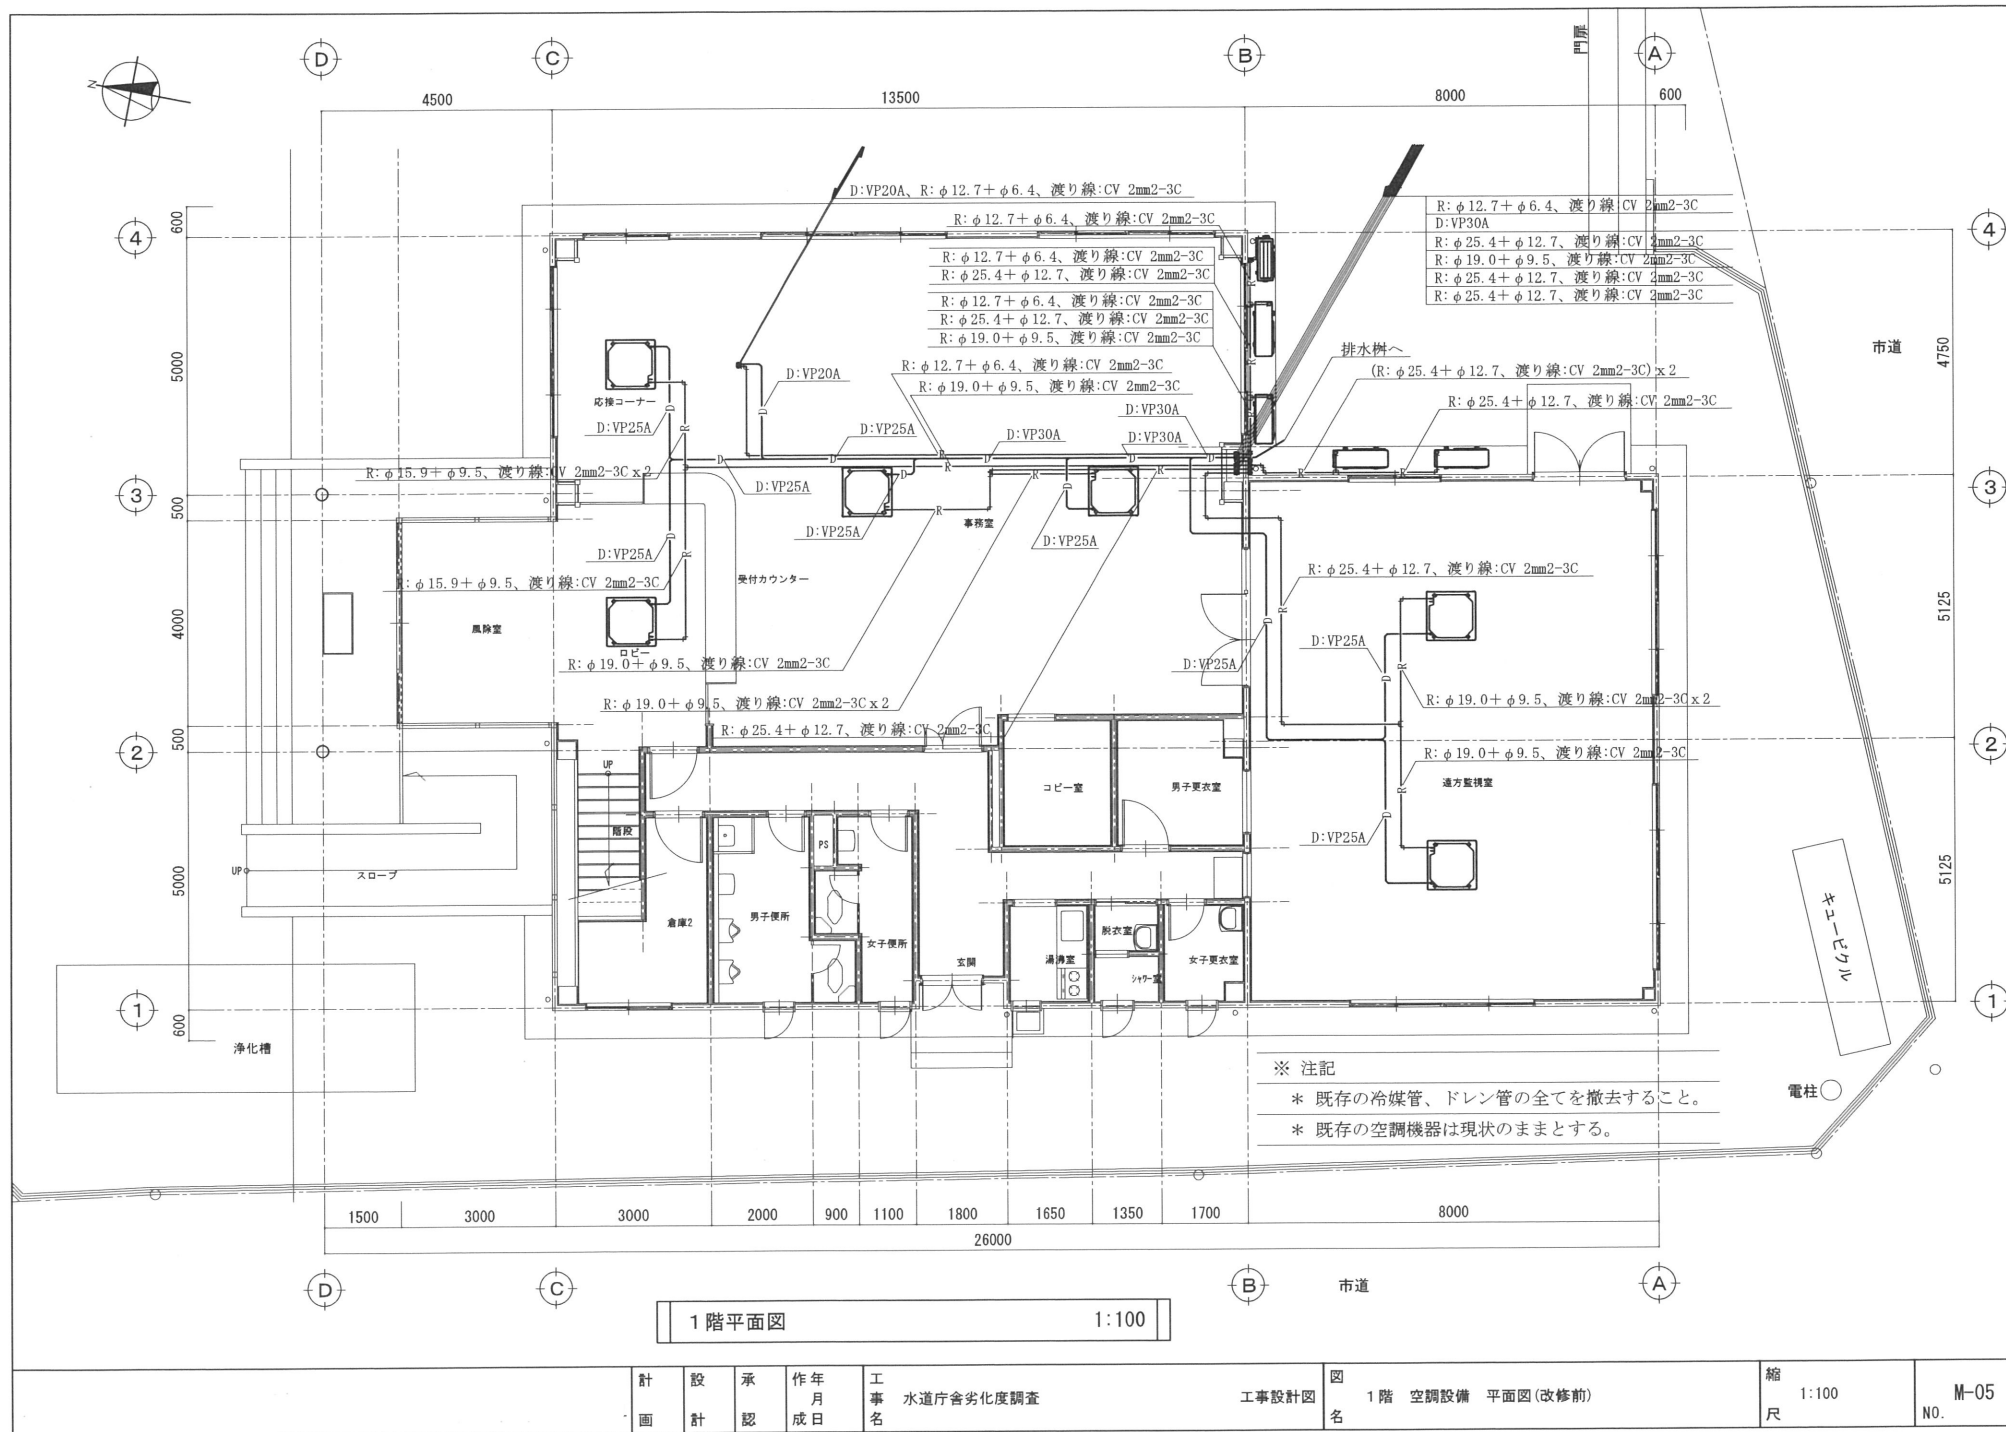 D
C
B
A
門扉
N
4500
13500
8000
600
D:VP20A、R:φ12.7+φ6.4、渡り線:CV 2mm2-3C
R:φ12.7+φ6.4、渡り線:CV 2mm2-3C
R:φ12.7+φ6.4、渡り線:CV 2mm2-3C
D:VP30A
R:φ25.4+φ12.7、渡り線:CV 2mm2-3C
R:φ19.0+φ9.5、渡り線:CV 2mm2-3C
R:φ25.4+φ12.7、渡り線:CV 2mm2-3C
R:φ25.4+φ12.7、渡り線:CV 2mm2-3C
600
4
4
R:φ12.7+φ6.4、渡り線:CV 2mm2-3C
R:φ25.4+φ12.7、渡り線:CV 2mm2-3C
R:φ12.7+φ6.4、渡り線:CV 2mm2-3C
R:φ25.4+φ12.7、渡り線:CV 2mm2-3C
R:φ19.0+φ9.5、渡り線:CV 2mm2-3C
排水桝へ
市道
4750
5000
D:VP20A
R:φ12.7+φ6.4、渡り線:CV 2mm2-3C
(R:φ25.4+φ12.7、渡り線:CV 2mm2-3C)x2
R:φ19.0+φ9.5、渡り線:CV 2mm2-3C
応接コーナー
R:φ25.4+φ12.7、渡り線:CV 2mm2-3C
D:VP30A
D:VP25A
D:VP25A
D:VP30A
D:VP30A
R:φ15.9+φ9.5、渡り線:CV 2mm2-3Cx2
D:VP25A
3
3
500
事務室
D:VP25A
D:VP25A
D:VP25A
受付カウンター
R:φ15.9+φ9.5、渡り線:CV 2mm2-3C
R:φ25.4+φ12.7、渡り線:CV 2mm2-3C
5125
4000
風除室
ロビー
D:VP25A
D:VP25A
R:φ19.0+φ9.5、渡り線:CV 2mm2-3C
R:φ19.0+φ9.5、渡り線:CV 2mm2-3Cx2
R:φ19.0+φ9.5、渡り線:CV 2mm2-3Cx2
R:φ25.4+φ12.7、渡り線:CV 2mm2-3C
500
2
2
R:φ19.0+φ9.5、渡り線:CV 2mm2-3C
UP
コピー室
男子更衣室
遠方監視室
階段
D:VP25A
PS
UP
スロープ
5000
5125
キュービクル
倉庫2
男子便所
女子便所
玄関
湯沸室
脱衣室
シャワー室
女子更衣室
1
1
600
浄化槽
※ 注記
* 既存の冷媒管、ドレン管の全てを撤去すること。
* 既存の空調機器は現状のままとする。
電柱
1500
3000
3000
2000
900
1100
1800
1650
1350
1700
8000
26000
D
C
B
A
市道
1階平面図 1:100
計画
設計
承認
作成年月日
工事名 水道庁舎劣化度調査 工事設計図
図名 1階 空調設備 平面図(改修前)
縮尺 1:100
NO. M-05